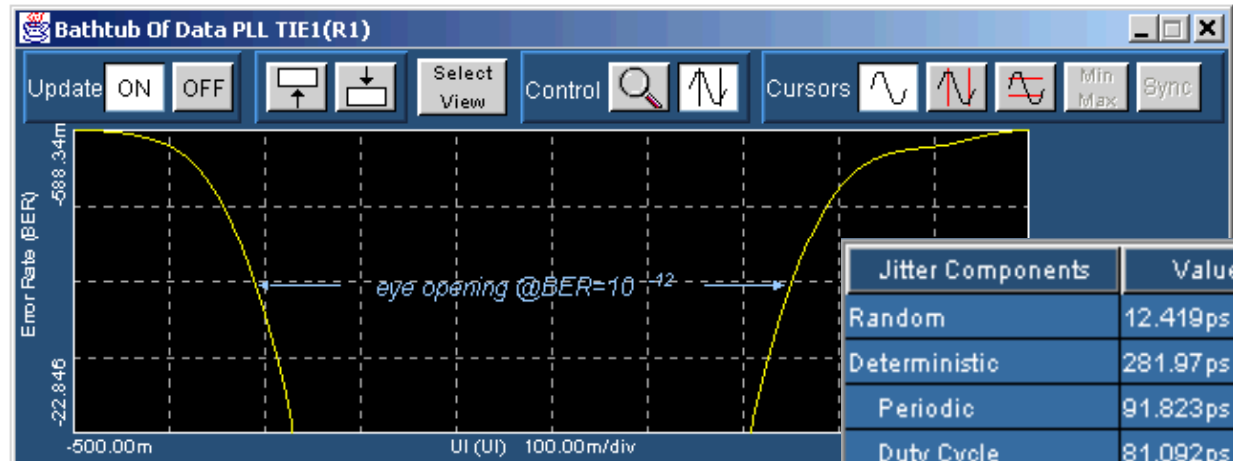 Bathtub Of Data PLL TIE1(R1)
Update ON OFF Select View Control Cursors Min Max Sync
Error Rate (BER)
-588.34m
-22.846
eye opening @BER=10 -12
-500.00m UI (UI) 100.00m/div
Jitter Components Value
Random 12.419ps
Deterministic 281.97ps
Periodic 91.823ps
Duty Cycle 81.092ps